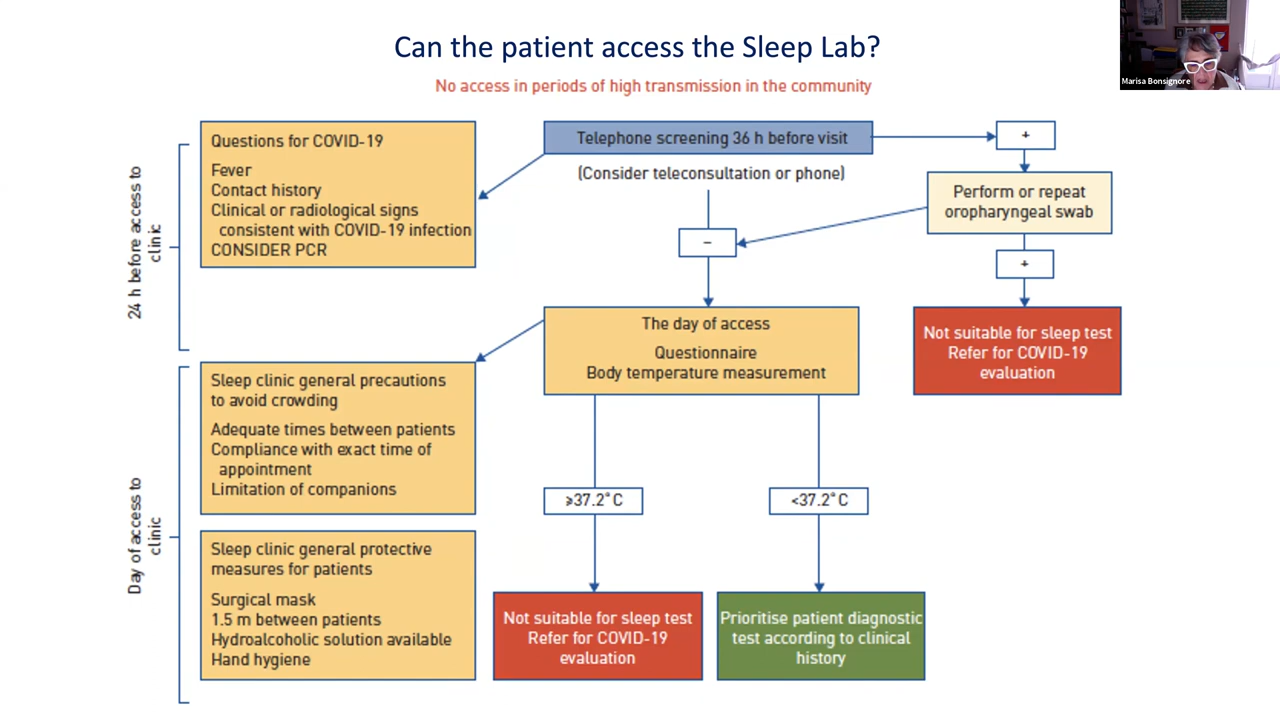 Can the patient access the Sleep Lab?
No access in periods of high transmission in the community
Marisa Bonsignore
24 h before access to
clinic
Questions for COVID-19
Fever
Contact history
Clinical or radiological signs
consistent with COVID-19 infection
CONSIDER PCR
Telephone screening 36 h before visit
(Consider teleconsultation or phone)
+
Perform or repeat
oropharyngeal swab
−
+
The day of access
Questionnaire
Body temperature measurement
Not suitable for sleep test
Refer for COVID-19
evaluation
Day of access to
clinic
Sleep clinic general precautions
to avoid crowding
Adequate times between patients
Compliance with exact time of
appointment
Limitation of companions
≥37.2°C
<37.2°C
Sleep clinic general protective
measures for patients
Surgical mask
1.5 m between patients
Hydroalcoholic solution available
Hand hygiene
Not suitable for sleep test
Refer for COVID-19
evaluation
Prioritise patient diagnostic
test according to clinical
history